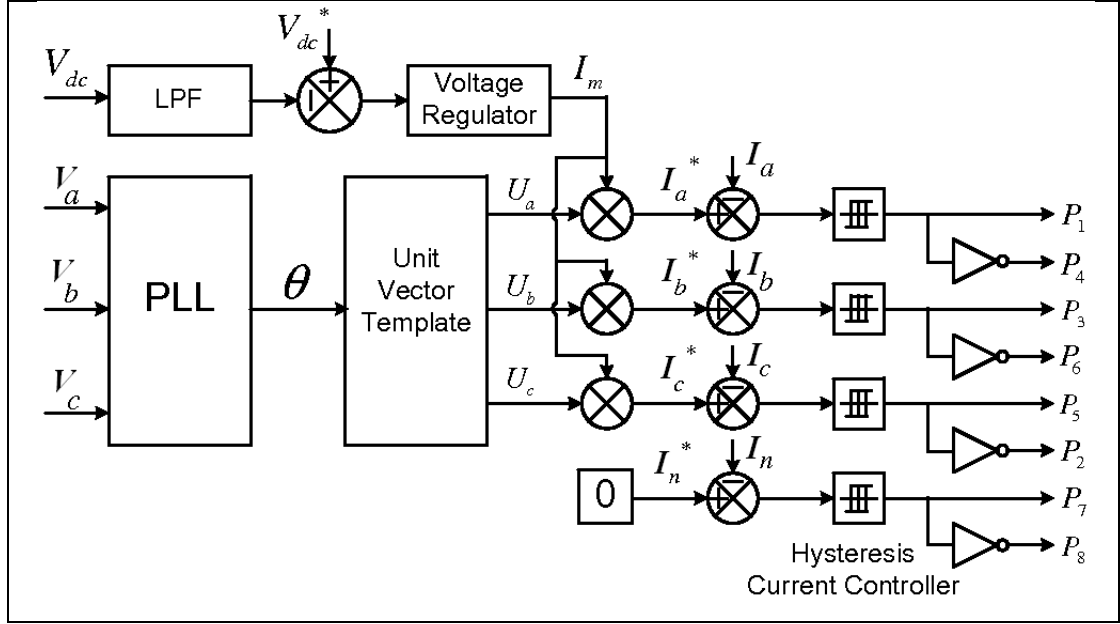 V_dc^*
V_dc
LPF
+
−
Voltage
Regulator
I_m
V_a
V_b
V_c
PLL
θ
Unit
Vector
Template
U_a
U_b
U_c
I_a^*
I_a
I_b^*
I_b
I_c^*
I_c
0
I_n^*
I_n
P_1
P_4
P_3
P_6
P_5
P_2
P_7
P_8
Hysteresis
Current Controller